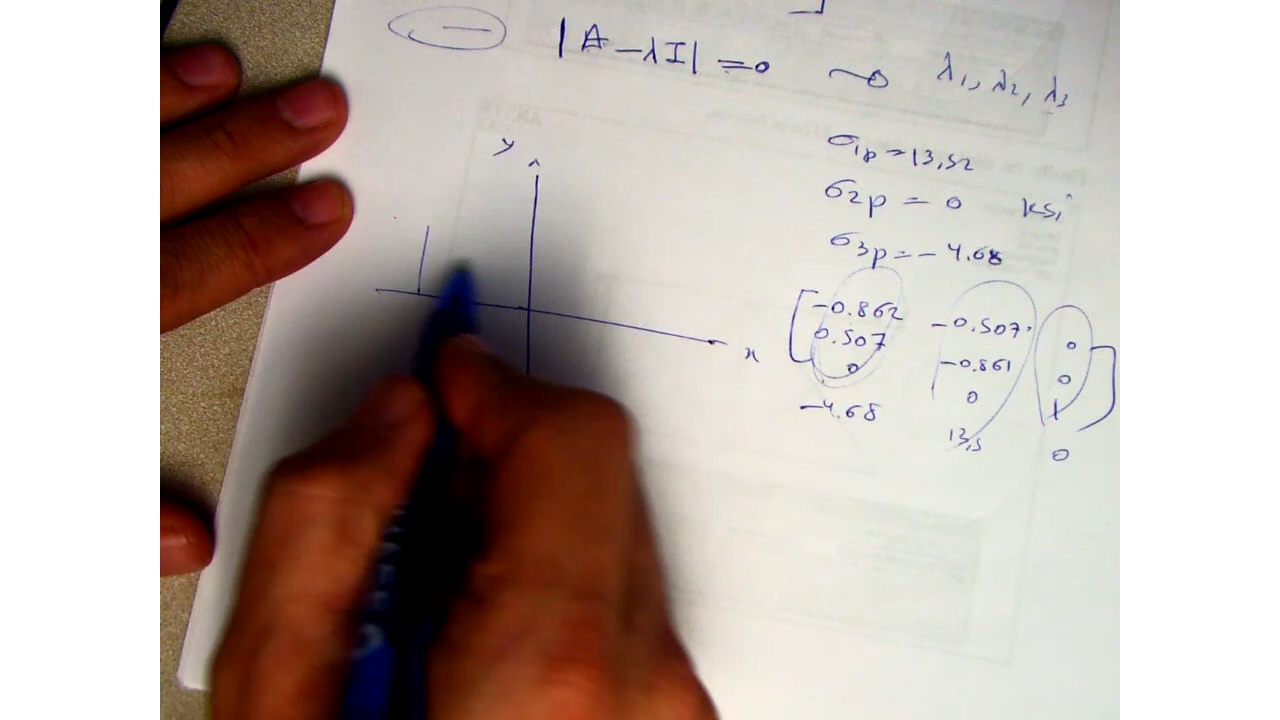 |A - λI| = 0 λ1, λ2, λ3
σ1p = 13,52
σ2p = 0 ksi
σ3p = - 4.68
y
x
[ -0.862 -0.507 0
0.507 -0.861 0
0 0 1 ]
-4.68 13,5 0